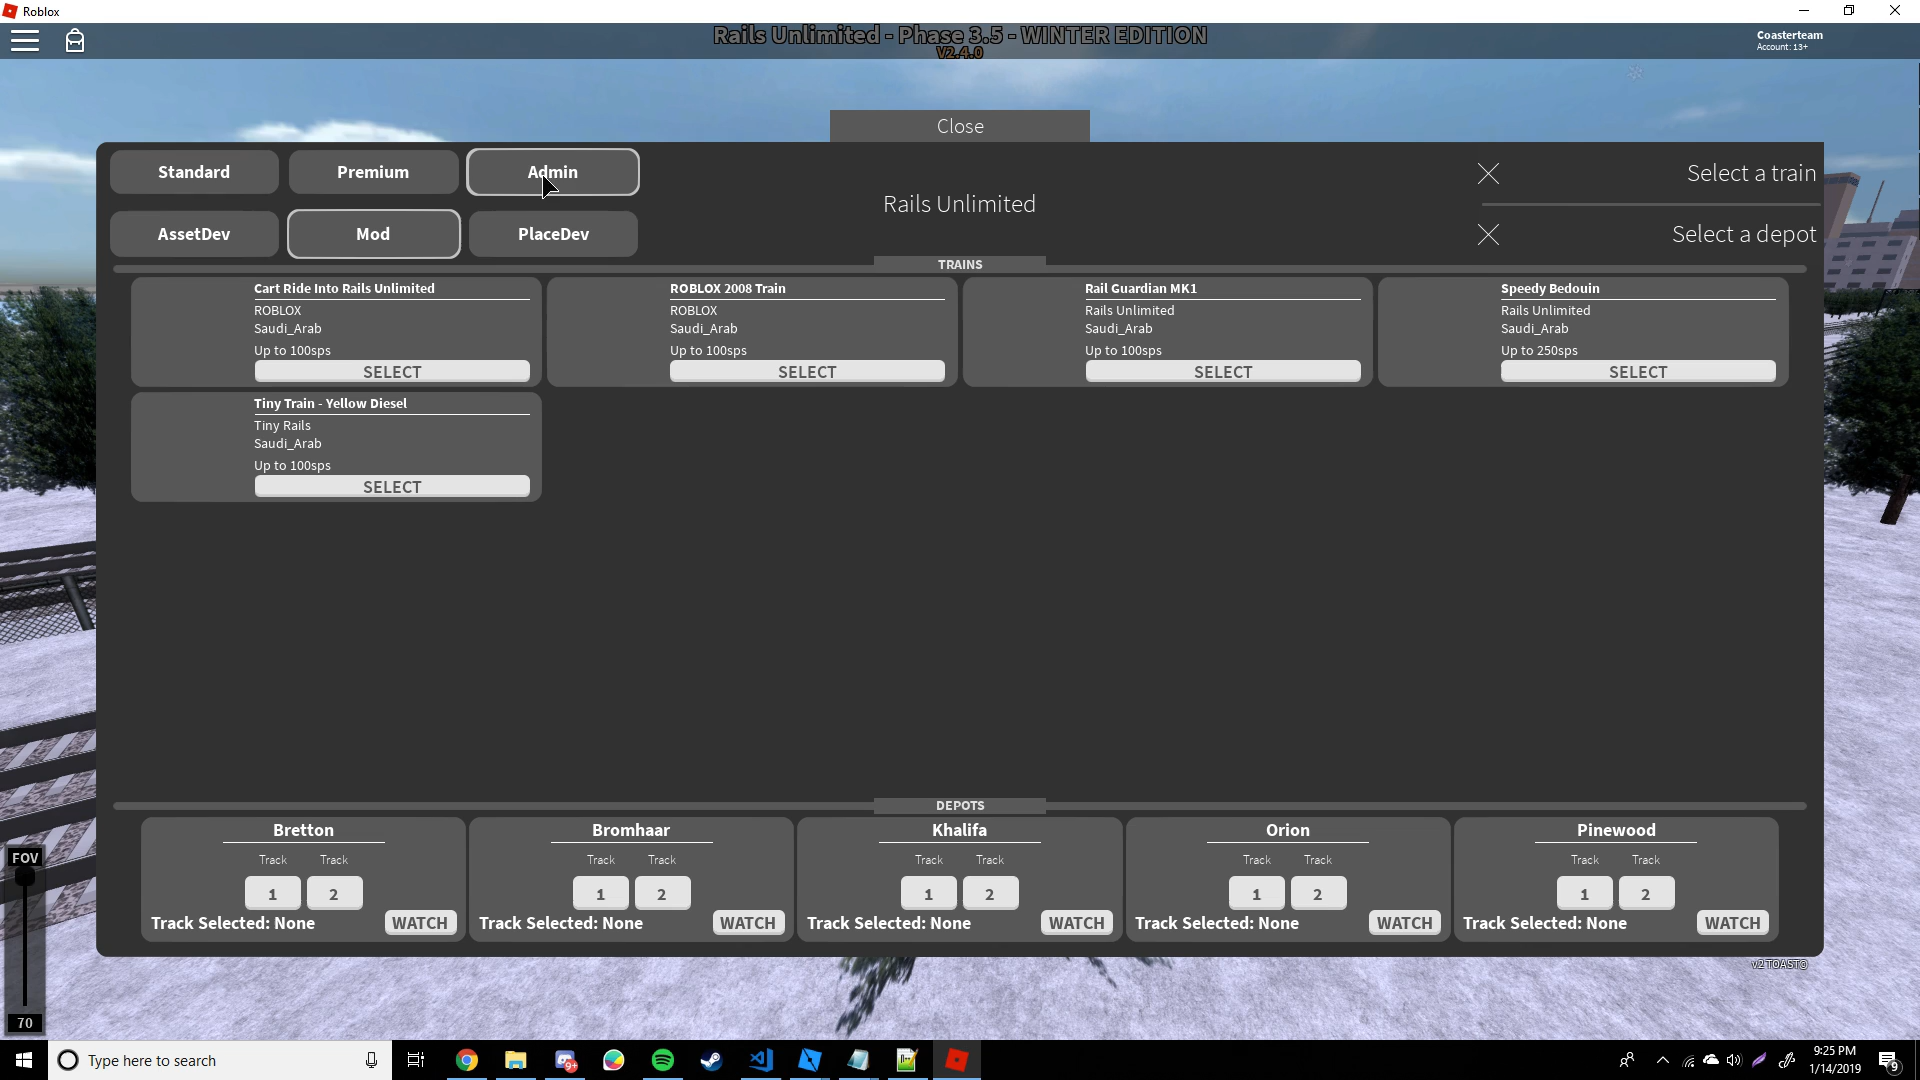 Roblox
Rails Unlimited - Phase 3.5 - WINTER EDITION
V2.4.0
Coasterteam
Account: 13+
Close
Standard
Premium
Admin
AssetDev
Mod
PlaceDev
Rails Unlimited
Select a train
Select a depot
TRAINS
Cart Ride Into Rails Unlimited
ROBLOX
Saudi_Arab
Up to 100sps
SELECT
ROBLOX 2008 Train
ROBLOX
Saudi_Arab
Up to 100sps
SELECT
Rail Guardian MK1
Rails Unlimited
Saudi_Arab
Up to 100sps
SELECT
Speedy Bedouin
Rails Unlimited
Saudi_Arab
Up to 250sps
SELECT
Tiny Train - Yellow Diesel
Tiny Rails
Saudi_Arab
Up to 100sps
SELECT
DEPOTS
Bretton
Track Track
1 2
Track Selected: None WATCH
Bromhaar
Track Track
1 2
Track Selected: None WATCH
Khalifa
Track Track
1 2
Track Selected: None WATCH
Orion
Track Track
1 2
Track Selected: None WATCH
Pinewood
Track Track
1 2
Track Selected: None WATCH
v2 TOAST©
FOV
70
Type here to search
9+
9:25 PM
1/14/2019
9